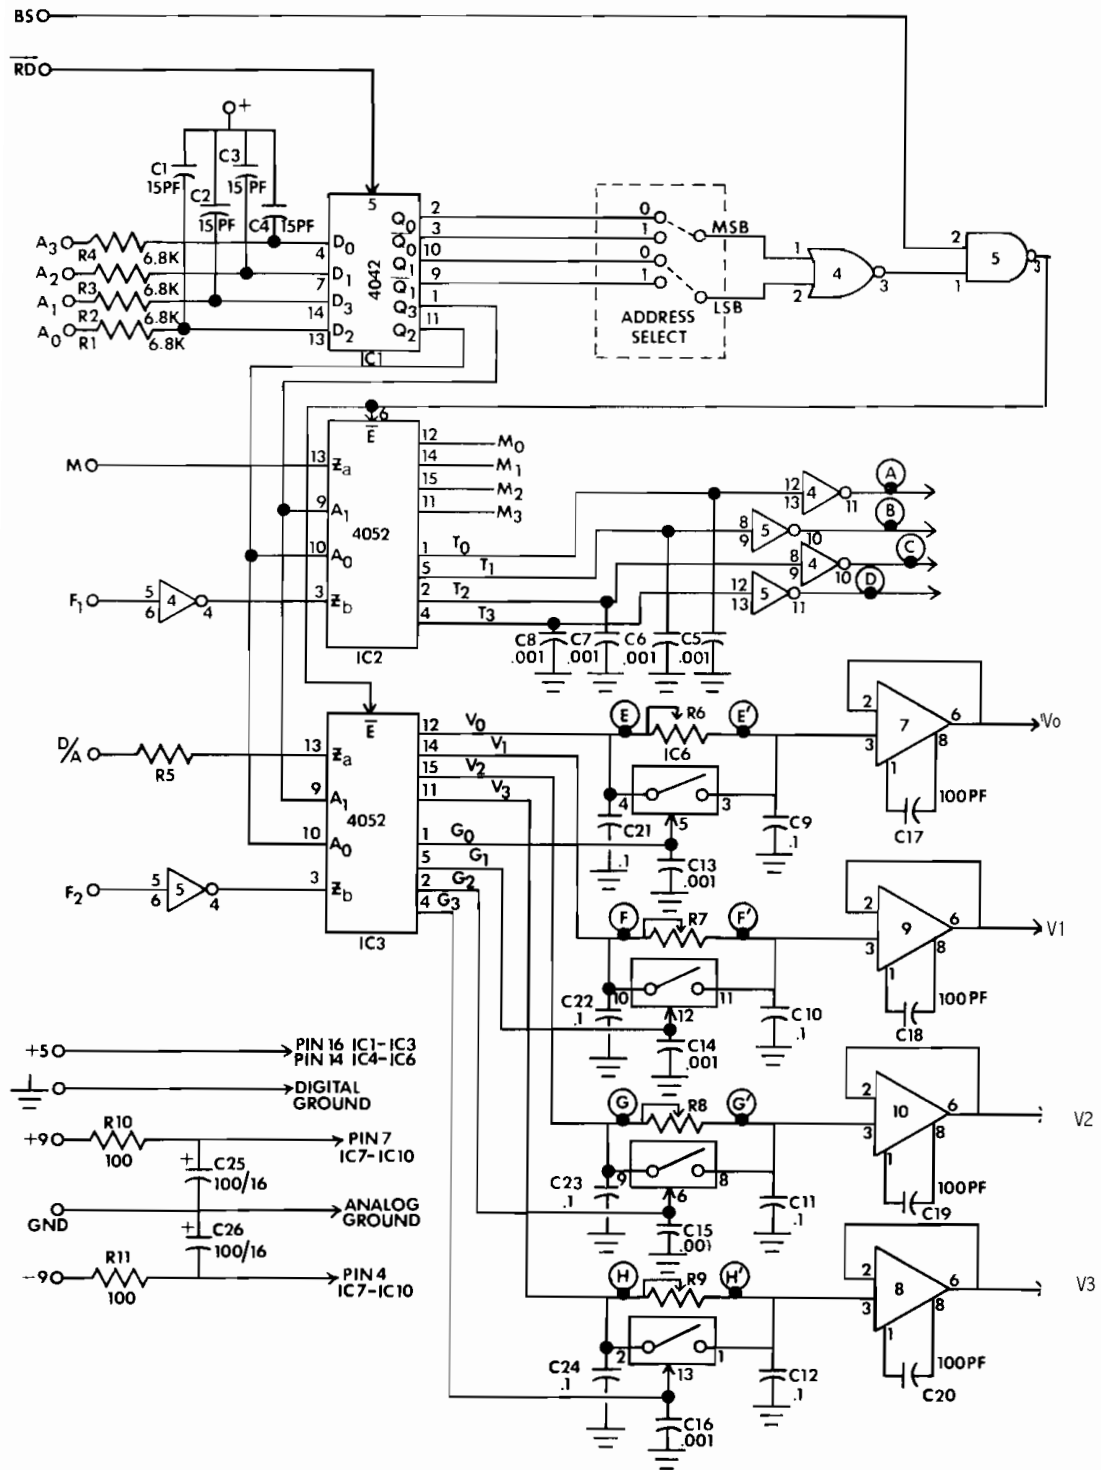 BS
RD
+
C1
15PF
C3
15 PF
C2
15 PF
C4
15PF
A3
R4
6.8K
A2
R3
6.8K
A1
R2
6.8K
A0
R1
6.8K
5
4
D0
7
D1
14
D3
13
D2
4042
IC1
Q0
2
Q0
3
Q1
10
Q1
9
Q3
1
Q2
11
0
1
0
1
MSB
LSB
ADDRESS
SELECT
1
2
4
3
2
1
5
3
6
E
M
13
Za
9
A1
10
A0
3
Zb
4052
IC2
F1
5
6
4
4
12
M0
14
M1
15
M2
11
M3
1
T0
5
T1
2
T2
4
T3
C8
.001
C7
.001
C6
.001
C5
.001
12
13
4
11
A
8
9
5
10
B
8
9
4
10
C
12
13
5
11
D
E
D/A
R5
13
Za
9
A1
10
A0
3
Zb
4052
IC3
F2
5
6
5
4
12
V0
14
V1
15
V2
11
V3
1
G0
5
G1
2
G2
4
G3
E
R6
E'
IC6
4
3
5
C21
.1
C13
.001
C9
.1
2
3
7
6
8
1
100PF
C17
Vo
F
R7
F'
10
11
12
C22
.1
C14
.001
C10
.1
2
3
9
6
8
1
100PF
C18
V1
G
R8
G'
9
8
6
C23
.1
C15
.001
C11
.1
2
3
10
6
8
1
100PF
C19
V2
H
R9
H'
2
1
13
C24
.1
C16
.001
C12
.1
2
3
8
6
8
1
100PF
C20
V3
+5
PIN 16 IC1-IC3
PIN 14 IC4-IC6
DIGITAL
GROUND
+9
R10
100
PIN 7
IC7-IC10
+
C25
100/16
GND
ANALOG
GROUND
+
C26
100/16
-9
R11
100
PIN 4
IC7-IC10